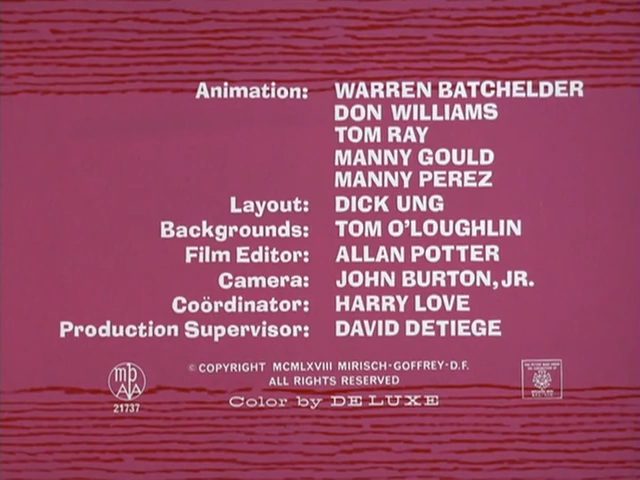 Animation: WARREN BATCHELDER
DON WILLIAMS
TOM RAY
MANNY GOULD
MANNY PEREZ
Layout: DICK UNG
Backgrounds: TOM O'LOUGHLIN
Film Editor: ALLAN POTTER
Camera: JOHN BURTON, JR.
Coördinator: HARRY LOVE
Production Supervisor: DAVID DETIEGE
© COPYRIGHT MCMLXVIII MIRISCH-GOFFREY-D.F.
ALL RIGHTS RESERVED
Color by DE LUXE
mpAA
21737